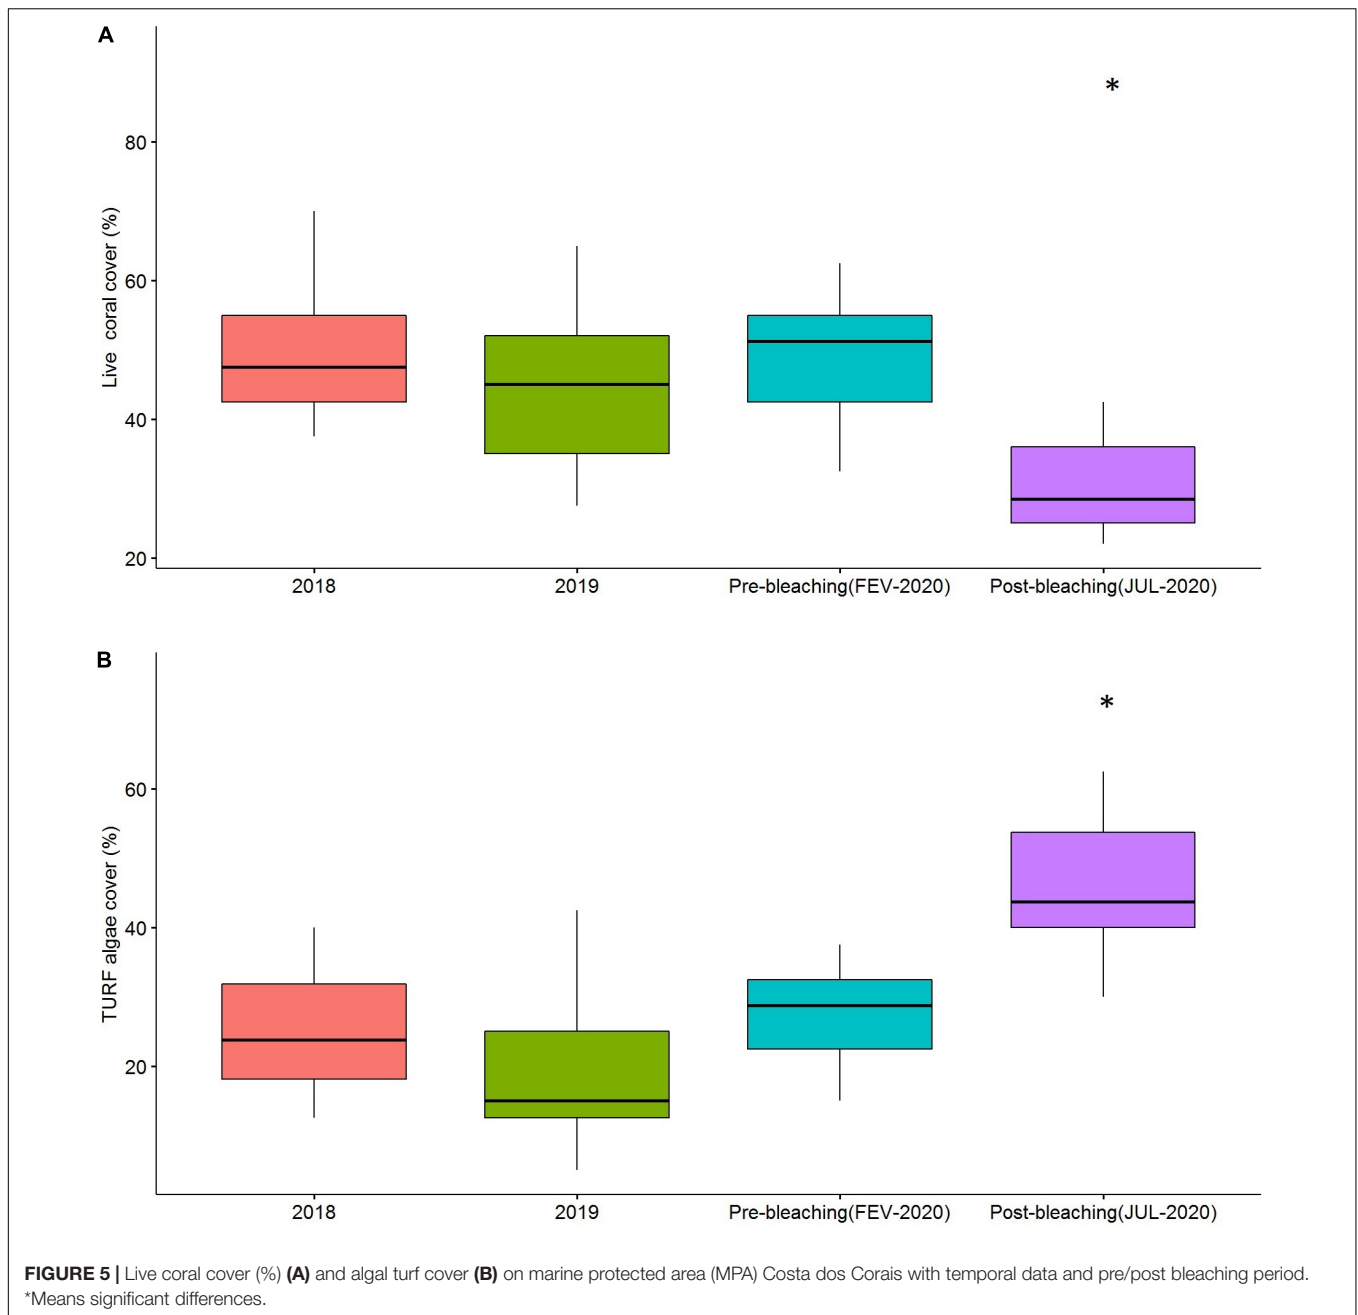 A
*
80
60
40
20
Live coral cover (%)
2018 2019 Pre-bleaching(FEV-2020) Post-bleaching(JUL-2020)
B
*
60
40
20
TURF algae cover (%)
2018 2019 Pre-bleaching(FEV-2020) Post-bleaching(JUL-2020)
FIGURE 5 | Live coral cover (%) (A) and algal turf cover (B) on marine protected area (MPA) Costa dos Corais with temporal data and pre/post bleaching period.
*Means significant differences.